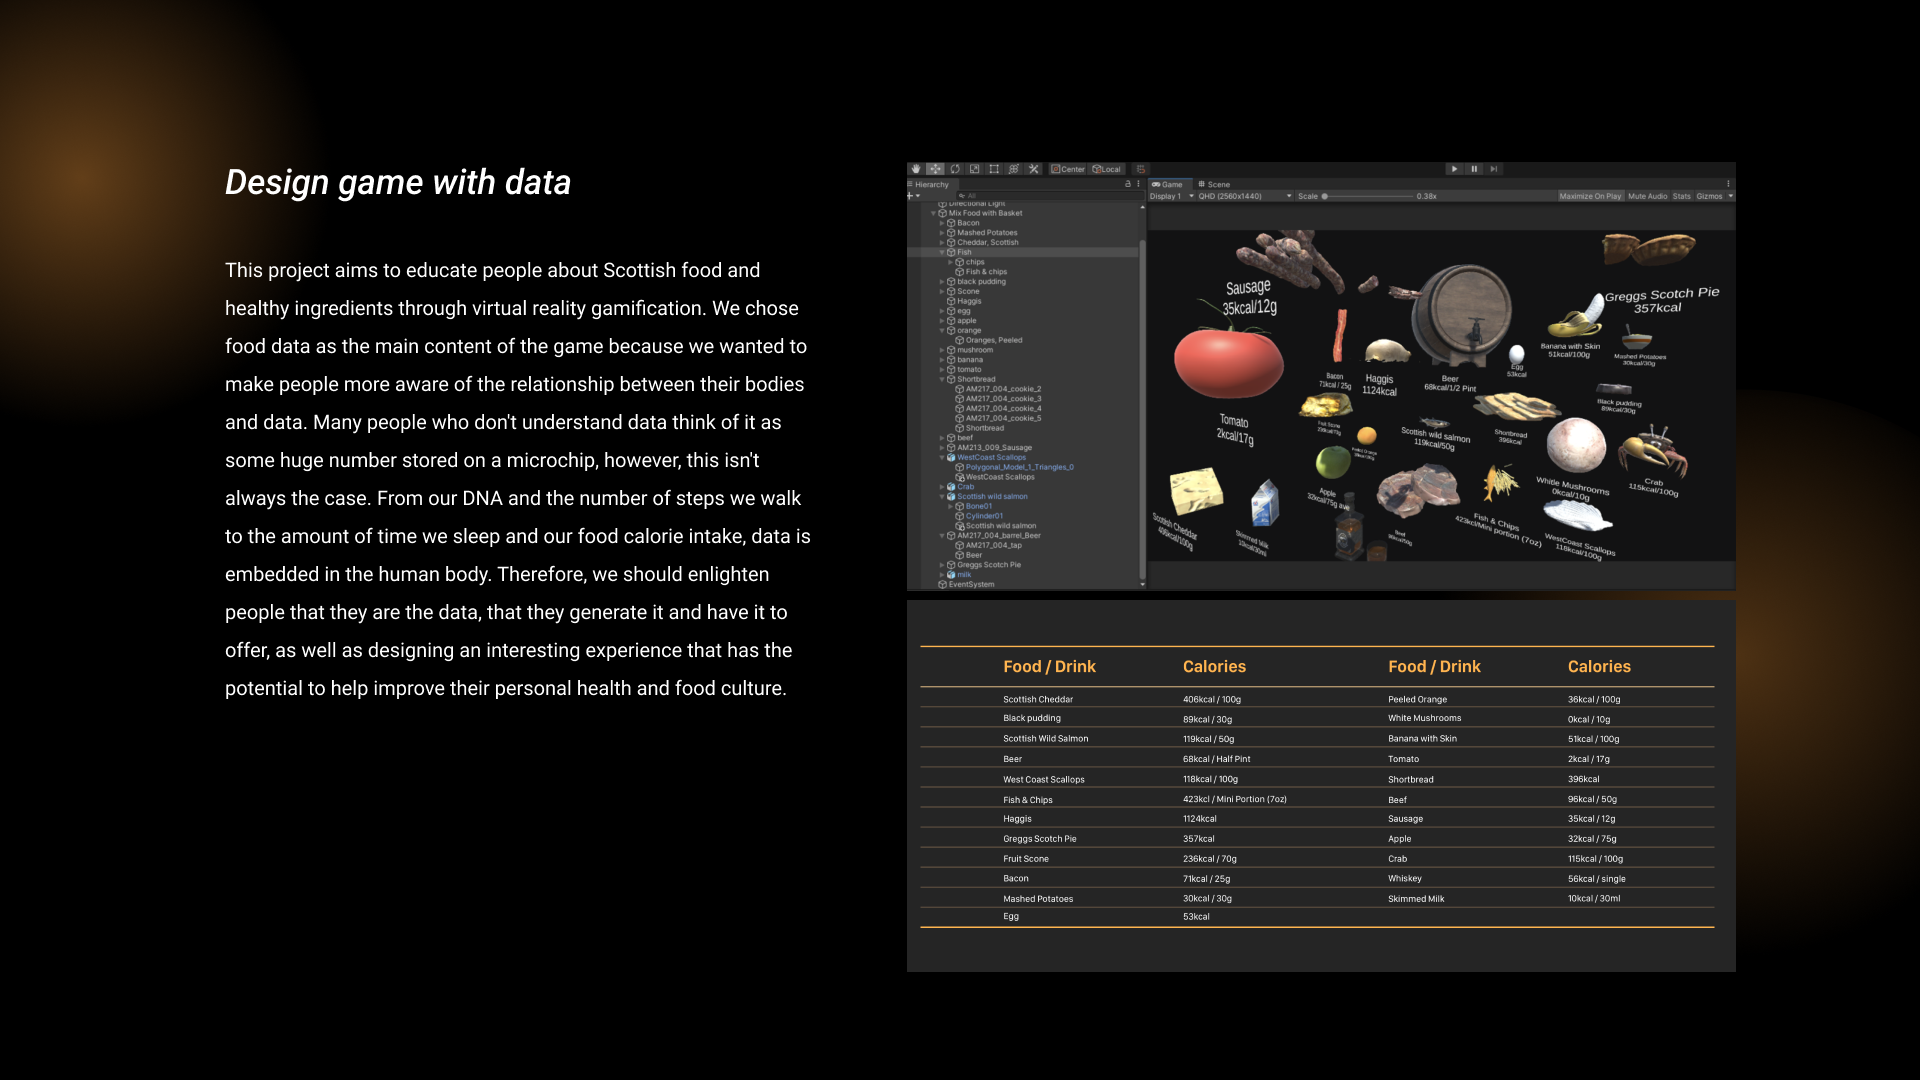 Design game with data
This project aims to educate people about Scottish food and
healthy ingredients through virtual reality gamification. We chose
food data as the main content of the game because we wanted to
make people more aware of the relationship between their bodies
and data. Many people who don't understand data think of it as
some huge number stored on a microchip, however, this isn't
always the case. From our DNA and the number of steps we walk
to the amount of time we sleep and our food calorie intake, data is
embedded in the human body. Therefore, we should enlighten
people that they are the data, that they generate it and have it to
offer, as well as designing an interesting experience that has the
potential to help improve their personal health and food culture.
Center Local
Hierarchy
All
Directional Light
Mix Food with Basket
Bacon
Mashed Potatoes
Cheddar, Scottish
Fish
chips
Fish & chips
black pudding
Scone
Haggis
egg
apple
orange
Oranges, Peeled
mushroom
banana
tomato
Shortbread
AM217_004_cookie_2
AM217_004_cookie_3
AM217_004_cookie_4
AM217_004_cookie_5
Shortbread
beef
AM213_009_Sausage
WestCoast Scallops
Polygonal_Model_1_Triangles_0
WestCoast Scallops
Crab
Scottish wild salmon
Bone01
Cylinder01
Scottish wild salmon
AM217_004_barrel_Beer
AM217_004_tap
Beer
Greggs Scotch Pie
milk
EventSystem
Game Scene
Display 1 QHD (2560x1440) Scale 0.38x Maximize On Play Mute Audio Stats Gizmos
Sausage
35kcal/12g
Greggs Scotch Pie
357kcal
Banana with Skin
51kcal/100g
Mashed Potatoes
30kcal/30g
Egg
53kcal
Bacon
71kcal / 25g
Haggis
1124kcal
Beer
68kcal/1/2 Pint
Black pudding
89kcal/30g
Tomato
2kcal/17g
Fruit Scone
Scottish wild salmon
119kcal/50g
Shortbread
396kcal
Apple
32kcal/75g ave
Whitle Mushrooms
0kcal/10g
Crab
115kcal/100g
Scottish Cheddar
406kcal/100g
Skimmed Milk
10kcal/30ml
Beef
96kcal/50g
Fish & Chips
423kcl/Mini portion (7oz)
WestCoast Scallops
118kcal/100g
Food / Drink Calories Food / Drink Calories
Scottish Cheddar 406kcal / 100g Peeled Orange 36kcal / 100g
Black pudding 89kcal / 30g White Mushrooms 0kcal / 10g
Scottish Wild Salmon 119kcal / 50g Banana with Skin 51kcal / 100g
Beer 68kcal / Half Pint Tomato 2kcal / 17g
West Coast Scallops 118kcal / 100g Shortbread 396kcal
Fish & Chips 423kcl / Mini Portion (7oz) Beef 96kcal / 50g
Haggis 1124kcal Sausage 35kcal / 12g
Greggs Scotch Pie 357kcal Apple 32kcal / 75g
Fruit Scone 236kcal / 70g Crab 115kcal / 100g
Bacon 71kcal / 25g Whiskey 56kcal / single
Mashed Potatoes 30kcal / 30g Skimmed Milk 10kcal / 30ml
Egg 53kcal